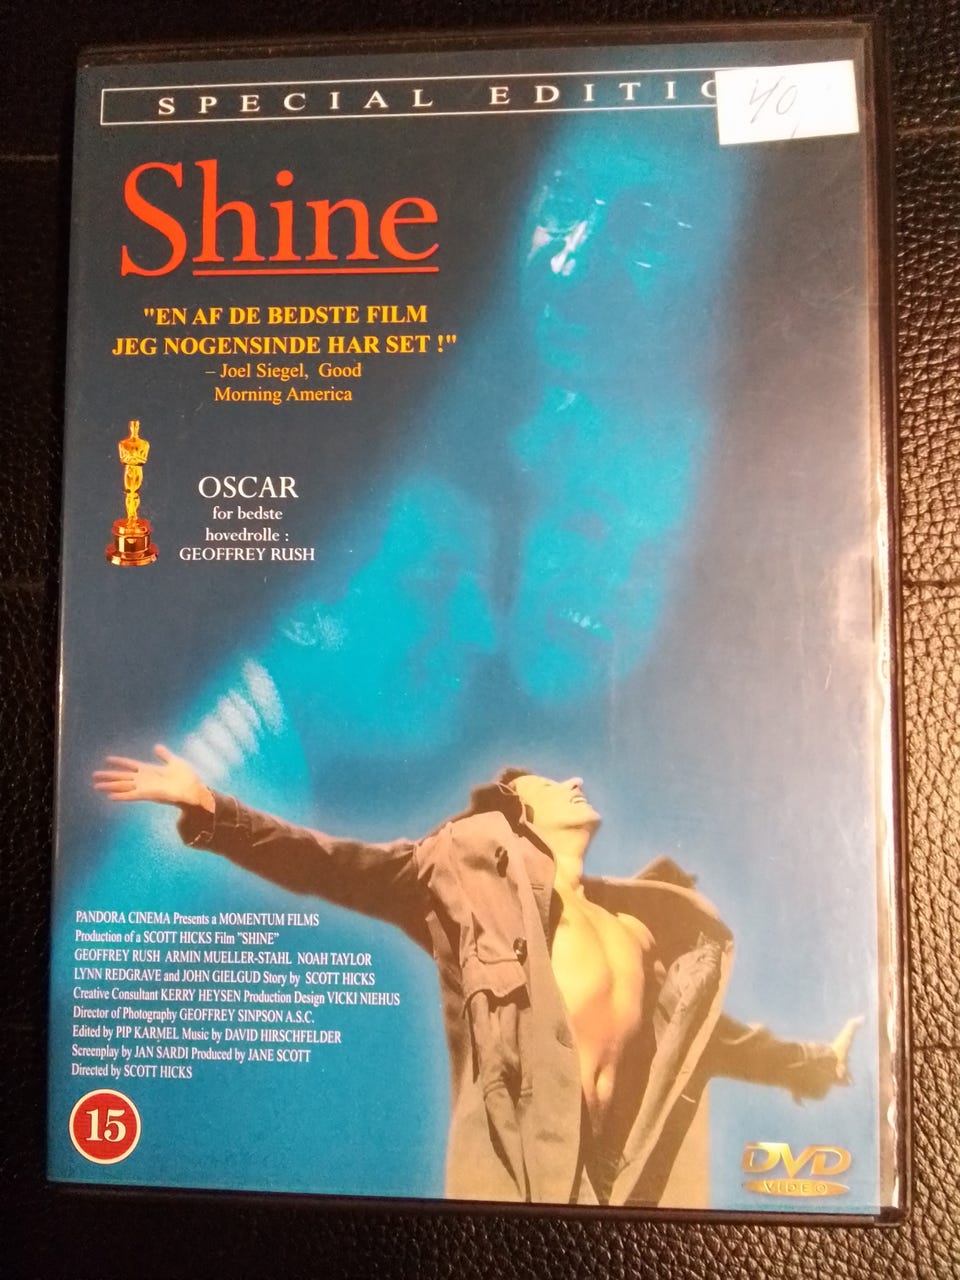 SPECIAL EDITIO
40,
Shine
"EN AF DE BEDSTE FILM
JEG NOGENSINDE HAR SET !"
– Joel Siegel, Good
Morning America
OSCAR
for bedste
hovedrolle :
GEOFFREY RUSH
PANDORA CINEMA Presents a MOMENTUM FILMS
Production of a SCOTT HICKS Film "SHINE"
GEOFFREY RUSH ARMIN MUELLER-STAHL NOAH TAYLOR
LYNN REDGRAVE and JOHN GIELGUD Story by SCOTT HICKS
Creative Consultant KERRY HEYSEN Production Design VICKI NIEHUS
Director of Photography GEOFFREY SINPSON A.S.C.
Edited by PIP KARMEL Music by DAVID HIRSCHFELDER
Screenplay by JAN SARDI Produced by JANE SCOTT
Directed by SCOTT HICKS
15
DVD
VIDEO